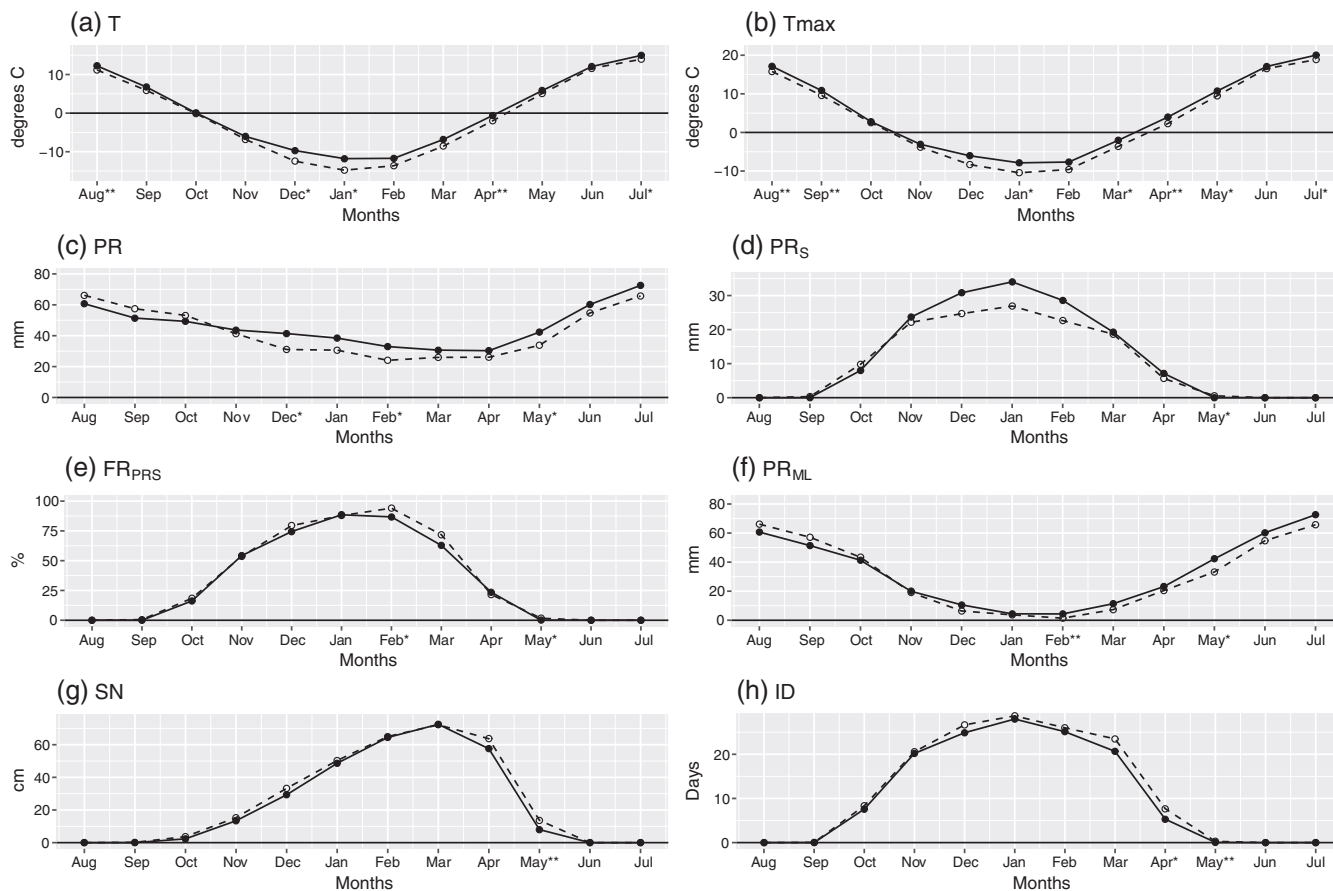 (a) T
degrees C
10
0
−10
Aug** Sep Oct Nov Dec* Jan* Feb Mar Apr** May* Jun Jul*
Months
(b) Tmax
degrees C
20
10
0
−10
Aug** Sep** Oct Nov Dec Jan* Feb Mar* Apr** May* Jun Jul*
Months
(c) PR
mm
80
60
40
20
0
Aug Sep Oct Nov Dec* Jan Feb* Mar Apr May* Jun Jul
Months
(d) PRS
mm
30
20
10
0
Aug Sep Oct Nov Dec Jan Feb Mar Apr May* Jun Jul
Months
(e) FRPRS
%
100
75
50
25
0
Aug Sep Oct Nov Dec Jan Feb* Mar Apr May* Jun Jul
Months
(f) PRML
mm
80
60
40
20
0
Aug Sep Oct Nov Dec Jan Feb** Mar Apr May* Jun Jul
Months
(g) SN
cm
60
40
20
0
Aug Sep Oct Nov Dec Jan Feb Mar Apr May** Jun Jul
Months
(h) ID
Days
20
10
0
Aug Sep Oct Nov Dec Jan Feb Mar Apr* May** Jun Jul
Months